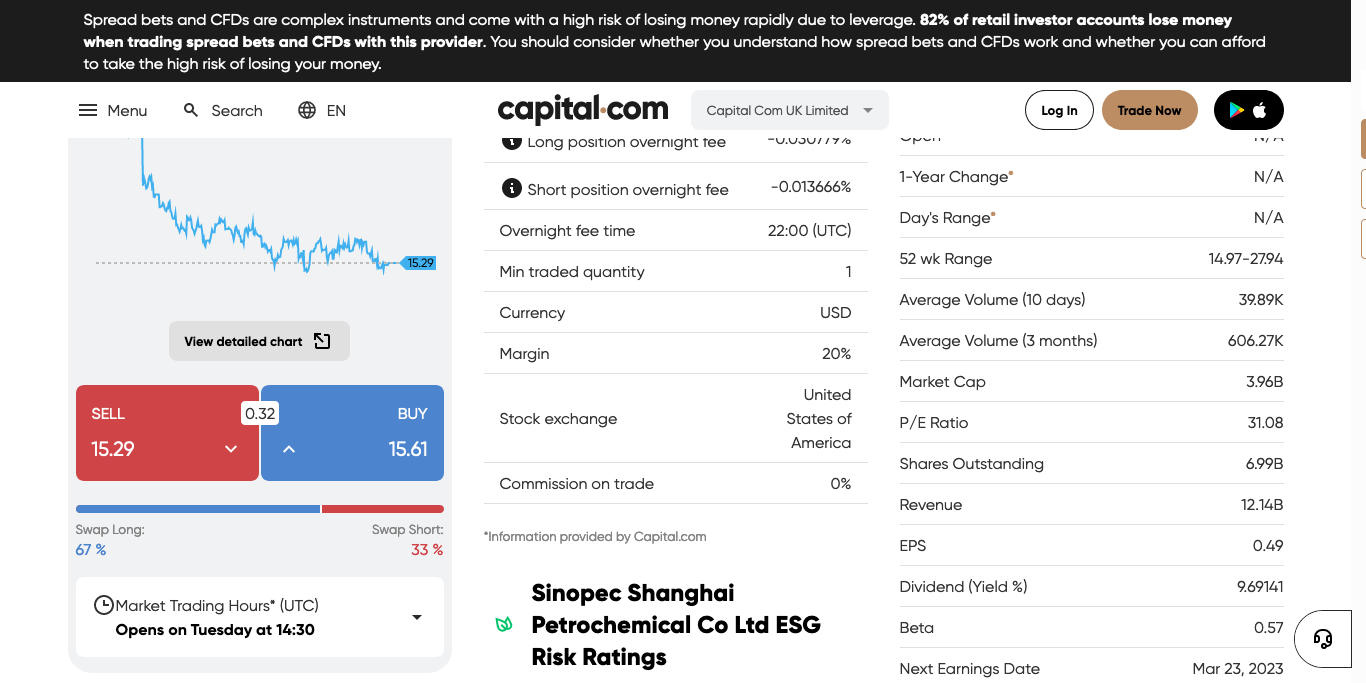 Spread bets and CFDs are complex instruments and come with a high risk of losing money rapidly due to leverage. 82% of retail investor accounts lose money
when trading spread bets and CFDs with this provider. You should consider whether you understand how spread bets and CFDs work and whether you can afford
to take the high risk of losing your money.
Menu
Search
EN
capital.com
Capital Com UK Limited
Log In
Trade Now
15.29
View detailed chart
SELL
15.29
0.32
BUY
15.61
Swap Long:
67 %
Swap Short:
33 %
Market Trading Hours* (UTC)
Opens on Tuesday at 14:30
Long position overnight fee -0.030779%
Short position overnight fee -0.013666%
Overnight fee time 22:00 (UTC)
Min traded quantity 1
Currency USD
Margin 20%
Stock exchange United
States of
America
Commission on trade 0%
*Information provided by Capital.com
Sinopec Shanghai
Petrochemical Co Ltd ESG
Risk Ratings
Open N/A
1-Year Change* N/A
Day's Range* N/A
52 wk Range 14.97-27.94
Average Volume (10 days) 39.89K
Average Volume (3 months) 606.27K
Market Cap 3.96B
P/E Ratio 31.08
Shares Outstanding 6.99B
Revenue 12.14B
EPS 0.49
Dividend (Yield %) 9.69141
Beta 0.57
Next Earnings Date Mar 23, 2023